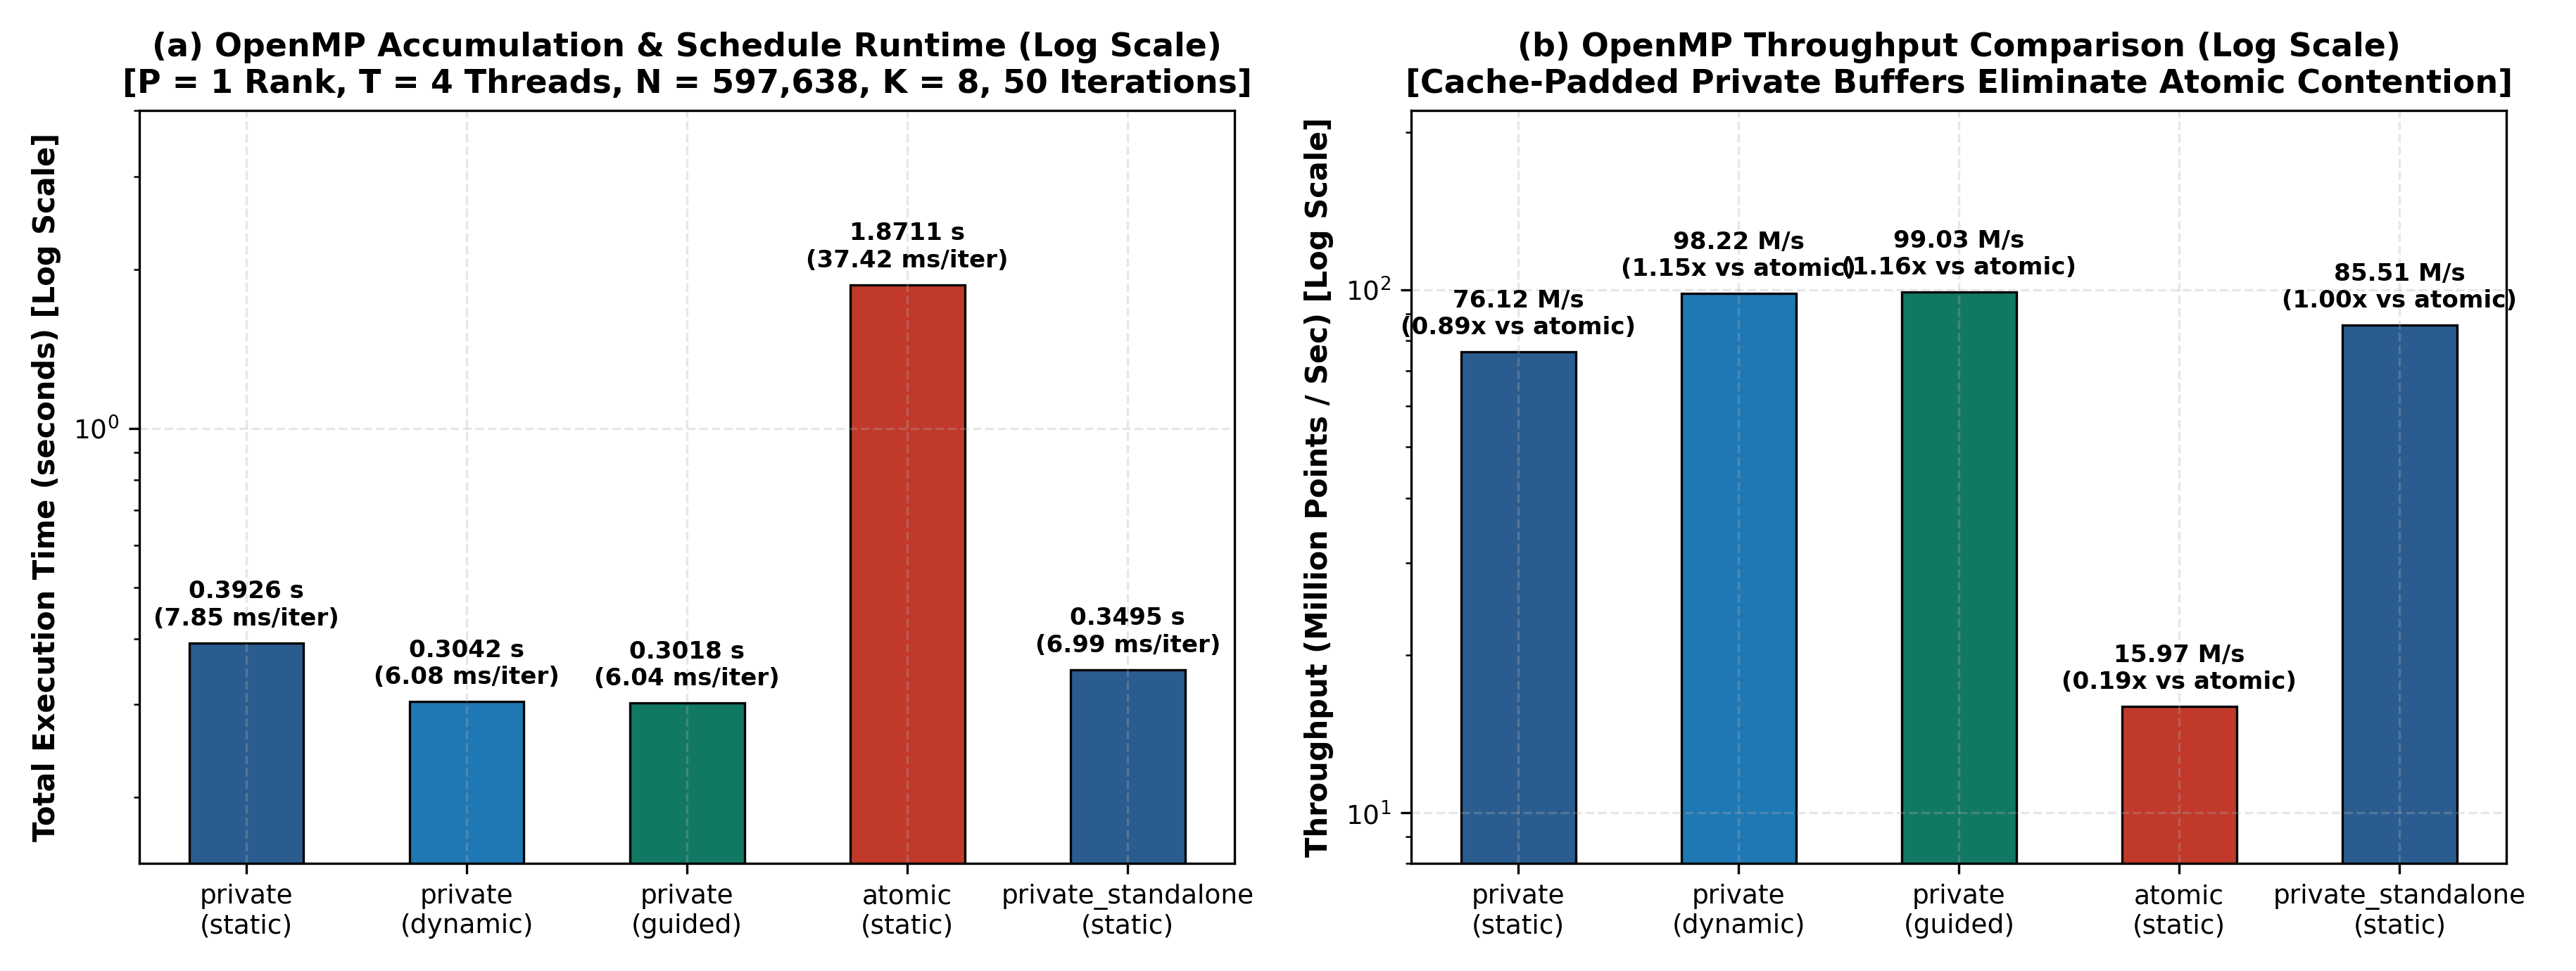 (a) OpenMP Accumulation & Schedule Runtime (Log Scale)
[P = 1 Rank, T = 4 Threads, N = 597,638, K = 8, 50 Iterations]
Total Execution Time (seconds) [Log Scale]
10⁰
0.3926 s
(7.85 ms/iter)
0.3042 s
(6.08 ms/iter)
0.3018 s
(6.04 ms/iter)
1.8711 s
(37.42 ms/iter)
0.3495 s
(6.99 ms/iter)
private
(static)
private
(dynamic)
private
(guided)
atomic
(static)
private_standalone
(static)
(b) OpenMP Throughput Comparison (Log Scale)
[Cache-Padded Private Buffers Eliminate Atomic Contention]
Throughput (Million Points / Sec) [Log Scale]
10²
10¹
76.12 M/s
(0.89x vs atomic)
98.22 M/s
(1.15x vs atomic)
99.03 M/s
(1.16x vs atomic)
15.97 M/s
(0.19x vs atomic)
85.51 M/s
(1.00x vs atomic)
private
(static)
private
(dynamic)
private
(guided)
atomic
(static)
private_standalone
(static)